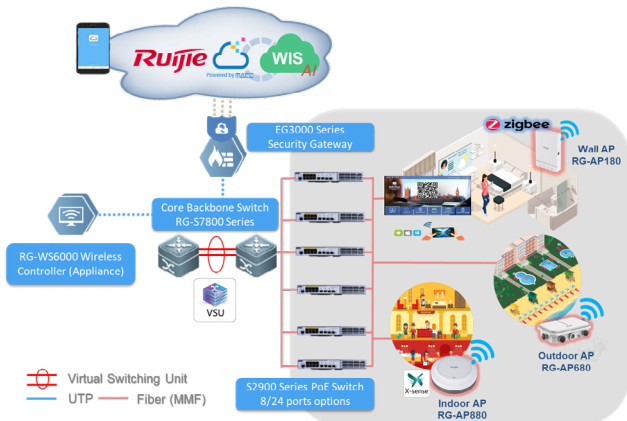 RUIJIE
Powered by MACC
WIS
AI
EG3000 Series
Security Gateway
zigbee
Wall AP
RG-AP180
Core Backbone Switch
RG-S7800 Series
RG-WS6000 Wireless
Controller (Appliance)
VSU
Outdoor AP
RG-AP680
X-sense
Indoor AP
RG-AP880
S2900 Series PoE Switch
8/24 ports options
Virtual Switching Unit
UTP
Fiber (MMF)